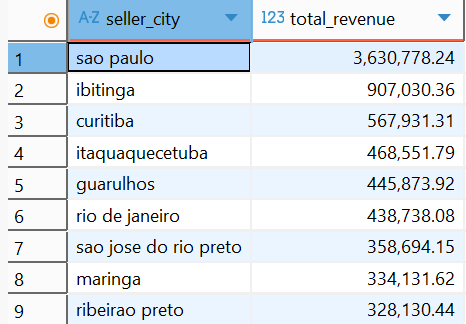 A-Z seller_city 123 total_revenue
1 sao paulo 3,630,778.24
2 ibitinga 907,030.36
3 curitiba 567,931.31
4 itaquaquecetuba 468,551.79
5 guarulhos 445,873.92
6 rio de janeiro 438,738.08
7 sao jose do rio preto 358,694.15
8 maringa 334,131.62
9 ribeirao preto 328,130.44